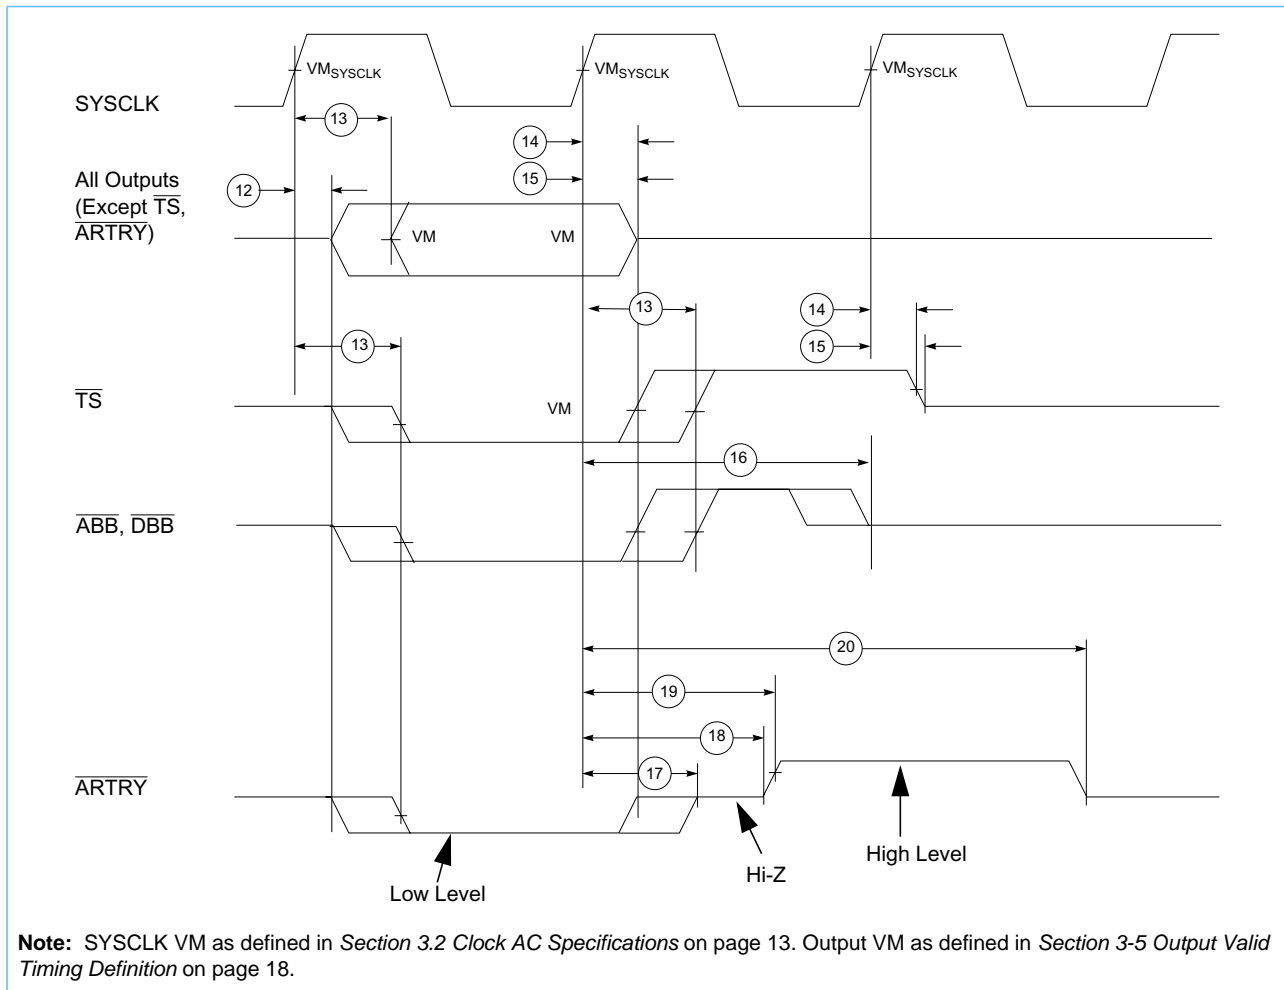 VMSYSCLK VMSYSCLK VMSYSCLK
SYSCLK
13
14
All Outputs
(Except TS,
ARTRY)
12
15
VM VM
13
14
13
15
TS
VM
16
ABB, DBB
20
19
18
17
ARTRY
High Level
Hi-Z
Low Level
Note: SYSCLK VM as defined in Section 3.2 Clock AC Specifications on page 13. Output VM as defined in Section 3-5 Output Valid
Timing Definition on page 18.